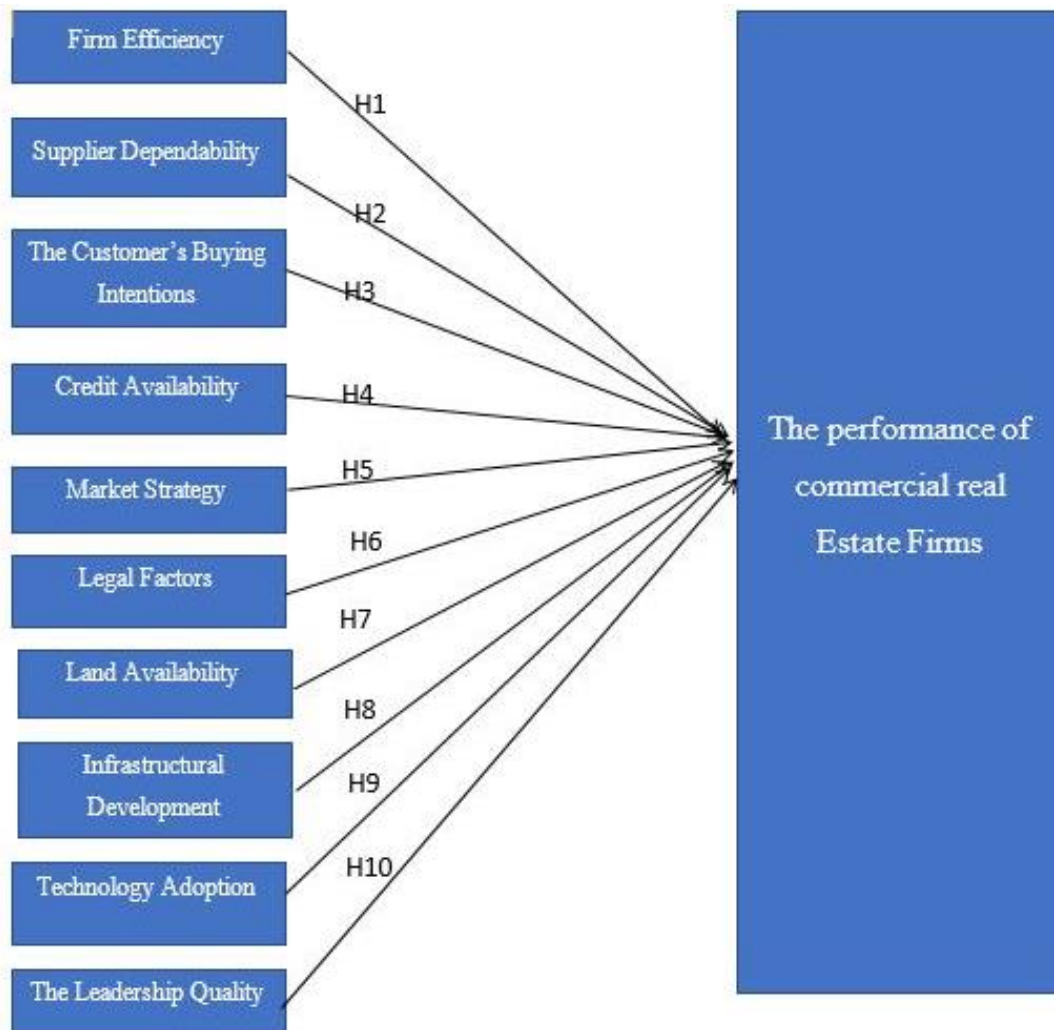 Firm Efficiency
H1
Supplier Dependability
H2
The Customer’s Buying
Intentions
H3
Credit Availability
H4
Market Strategy
H5
Legal Factors
H6
Land Availability
H7
Infrastructural
Development
H8
Technology Adoption
H9
The Leadership Quality
H10
The performance of
commercial real
Estate Firms